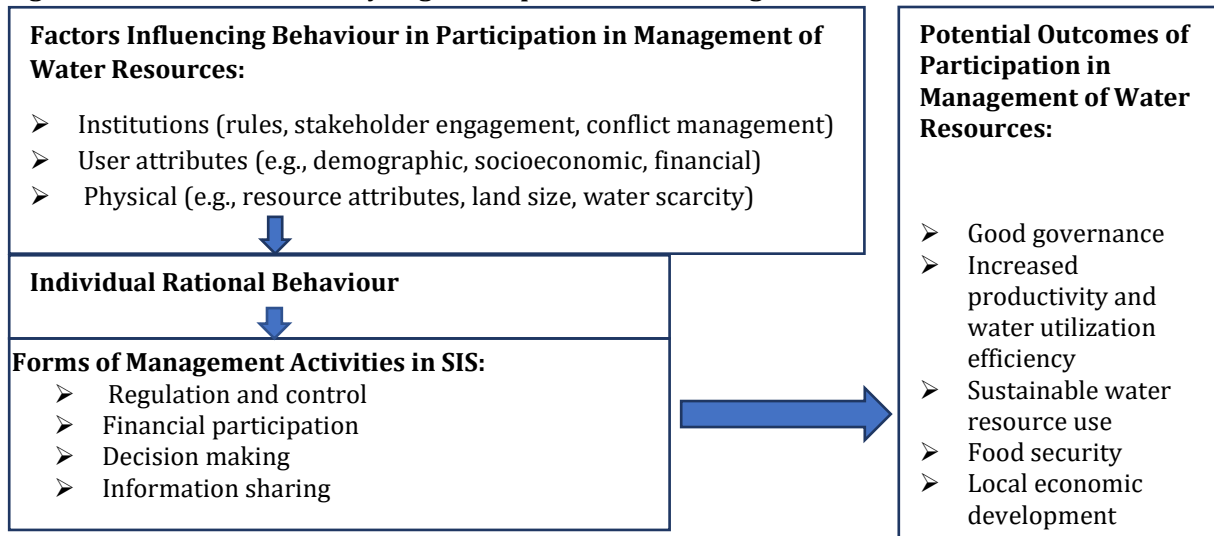 Factors Influencing Behaviour in Participation in Management of
Water Resources:
➢ Institutions (rules, stakeholder engagement, conflict management)
➢ User attributes (e.g., demographic, socioeconomic, financial)
➢ Physical (e.g., resource attributes, land size, water scarcity)
Individual Rational Behaviour
Forms of Management Activities in SIS:
➢ Regulation and control
➢ Financial participation
➢ Decision making
➢ Information sharing
Potential Outcomes of
Participation in
Management of Water
Resources:
➢ Good governance
➢ Increased
productivity and
water utilization
efficiency
➢ Sustainable water
resource use
➢ Food security
➢ Local economic
development